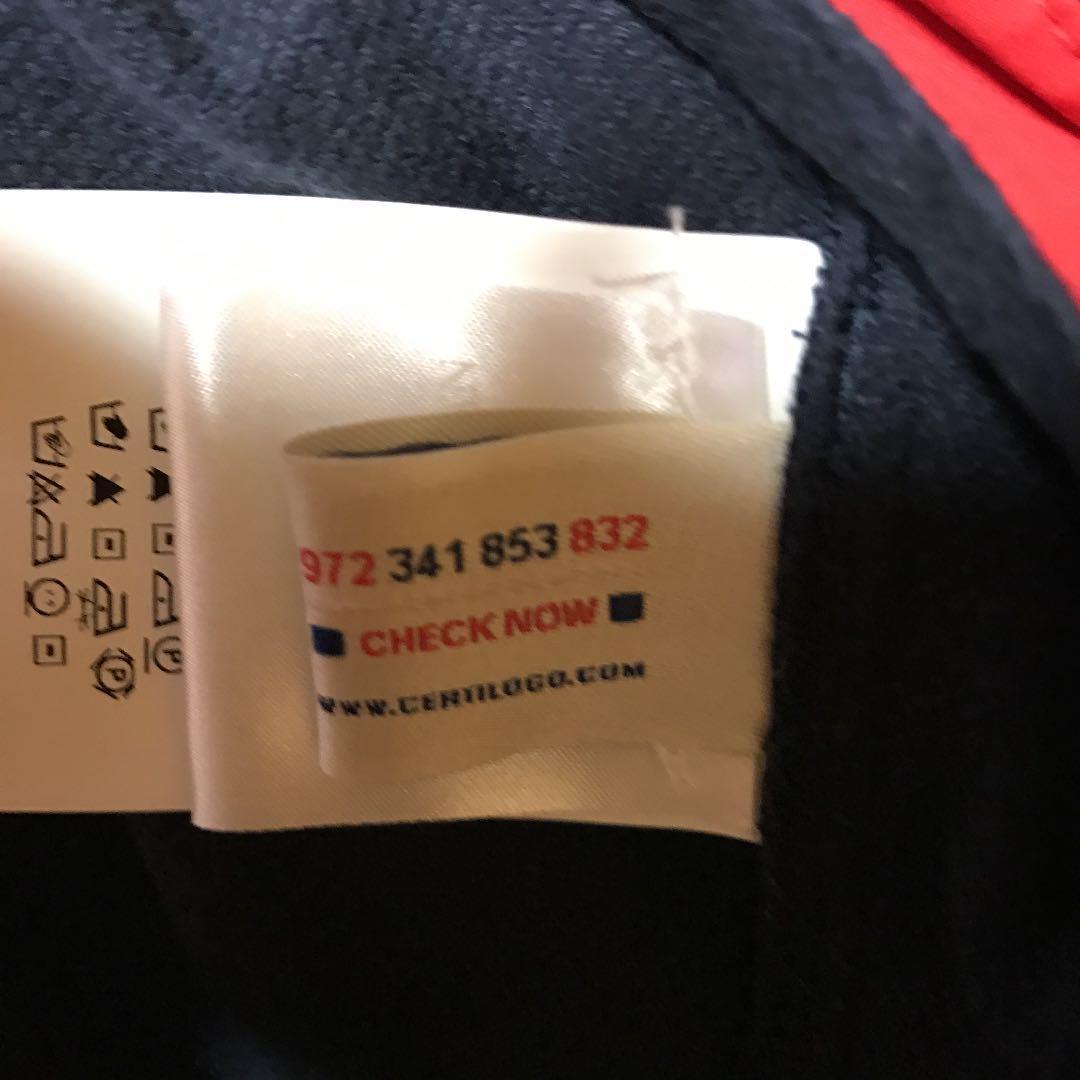 972 341 853 832
CHECK NOW
WWW.CERTILOGO.COM